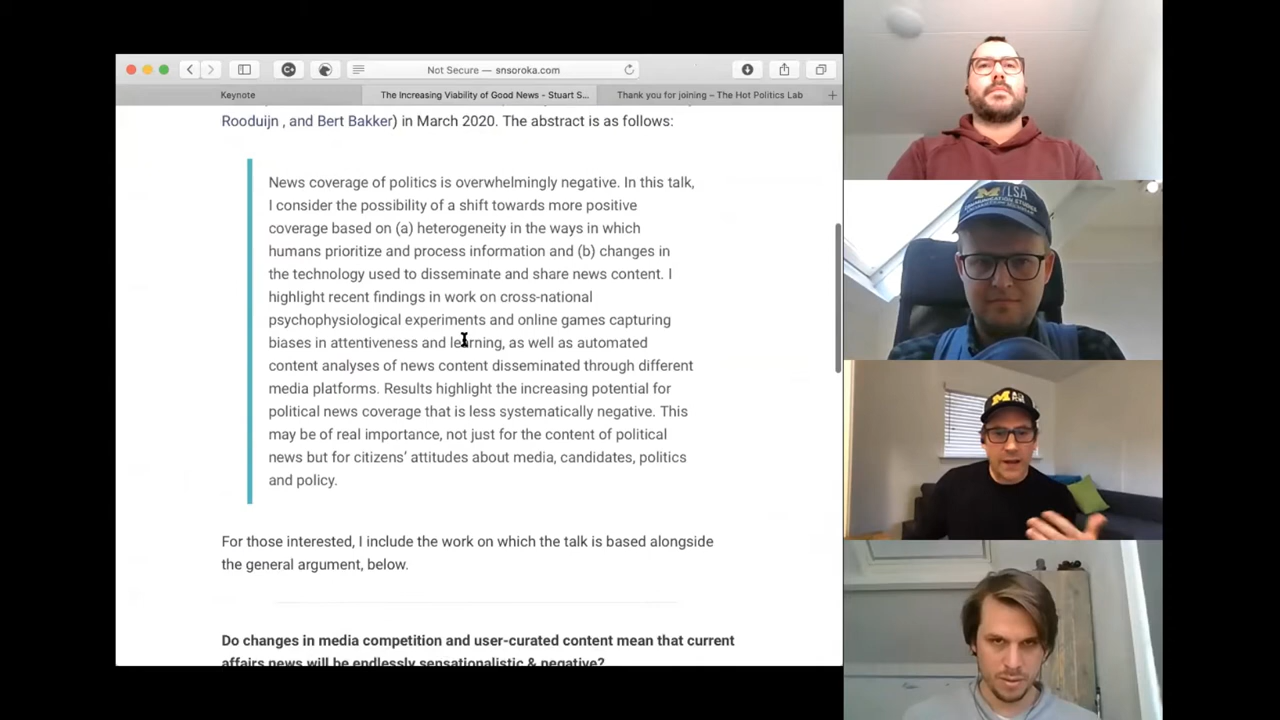 Not Secure — snsoroka.com
Keynote
The Increasing Viability of Good News - Stuart S...
Thank you for joining – The Hot Politics Lab
Rooduijn , and Bert Bakker) in March 2020. The abstract is as follows:
News coverage of politics is overwhelmingly negative. In this talk,
I consider the possibility of a shift towards more positive
coverage based on (a) heterogeneity in the ways in which
humans prioritize and process information and (b) changes in
the technology used to disseminate and share news content. I
highlight recent findings in work on cross-national
psychophysiological experiments and online games capturing
biases in attentiveness and learning, as well as automated
content analyses of news content disseminated through different
media platforms. Results highlight the increasing potential for
political news coverage that is less systematically negative. This
may be of real importance, not just for the content of political
news but for citizens’ attitudes about media, candidates, politics
and policy.
For those interested, I include the work on which the talk is based alongside
the general argument, below.
Do changes in media competition and user-curated content mean that current
affairs news will be endlessly sensationalistic & negative?
M LSA
COMMUNICATION STUDIES
M